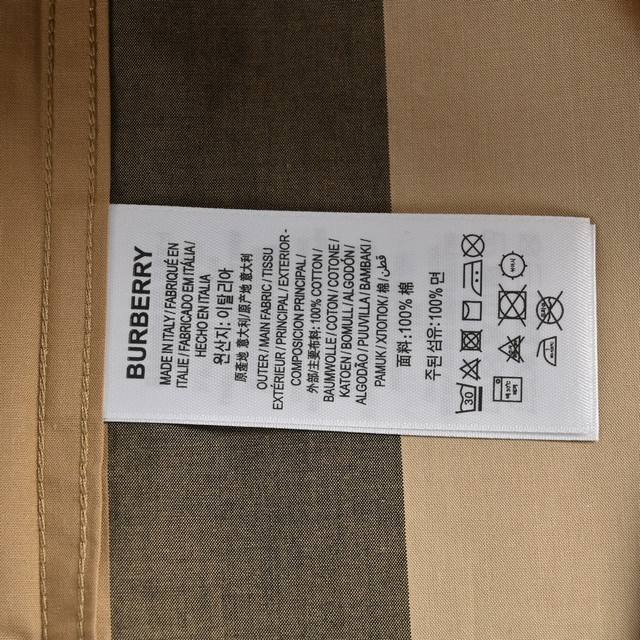 BURBERRY
MADE IN ITALY / FABRIQUÉ EN
ITALIE / FABRICADO EM ITÁLIA /
HECHO EN ITALIA
원산지: 이탈리아
原産地 意大利/原产地 意大利
OUTER / MAIN FABRIC / TISSU
EXTÉRIEUR / PRINCIPAL / EXTERIOR -
COMPOSICION PRINCIPAL /
外部/主要布料: 100% COTTON /
BAUMWOLLE / COTON / COTONE /
KATOEN / BOMULL / ALGODÓN /
ALGODÃO / PUUVILLA / BAMBAKI /
PAMUK / ХЛОПОК / 棉 / قطن
面料: 100% 棉
주된 섬유: 100% 면
30